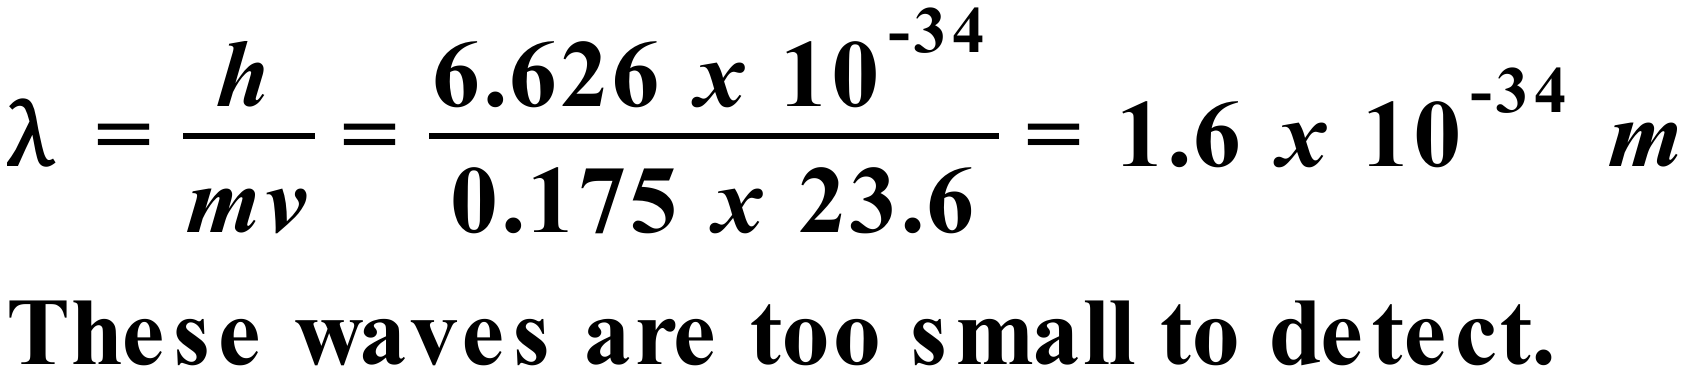 λ = h/mv = 6.626 x 10^-34 / 0.175 x 23.6 = 1.6 x 10^-34 m
These waves are too small to detect.